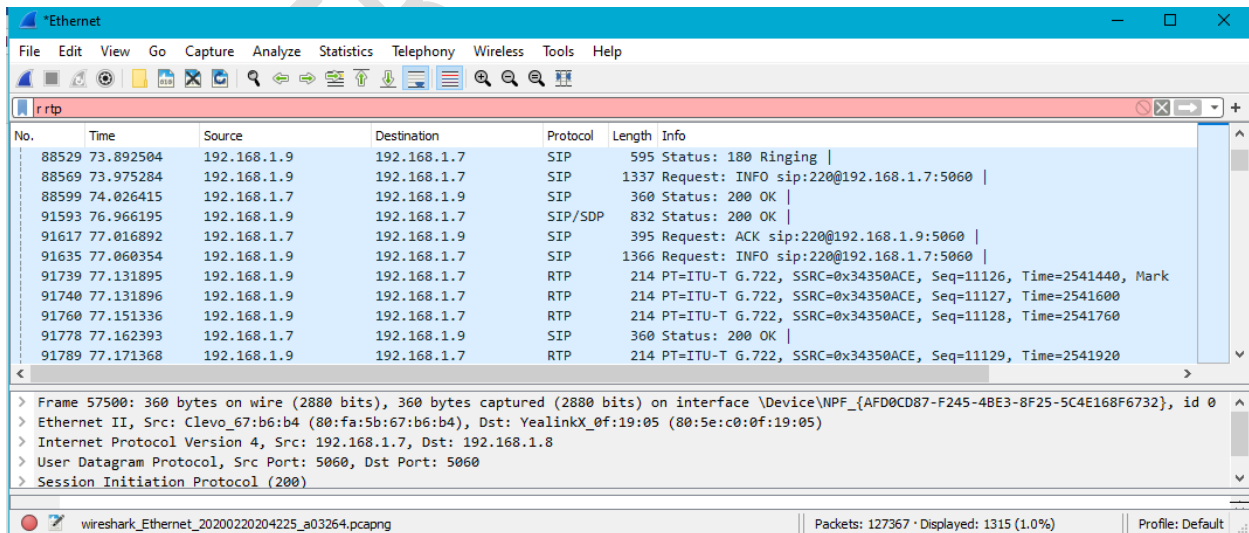 *Ethernet
File Edit View Go Capture Analyze Statistics Telephony Wireless Tools Help
r rtp
No. Time Source Destination Protocol Length Info
88529 73.892504 192.168.1.9 192.168.1.7 SIP 595 Status: 180 Ringing |
88569 73.975284 192.168.1.9 192.168.1.7 SIP 1337 Request: INFO sip:220@192.168.1.7:5060 |
88599 74.026415 192.168.1.7 192.168.1.9 SIP 360 Status: 200 OK |
91593 76.966195 192.168.1.9 192.168.1.7 SIP/SDP 832 Status: 200 OK |
91617 77.016892 192.168.1.7 192.168.1.9 SIP 395 Request: ACK sip:220@192.168.1.9:5060 |
91635 77.060354 192.168.1.9 192.168.1.7 SIP 1366 Request: INFO sip:220@192.168.1.7:5060 |
91739 77.131895 192.168.1.9 192.168.1.7 RTP 214 PT=ITU-T G.722, SSRC=0x34350ACE, Seq=11126, Time=2541440, Mark
91740 77.131896 192.168.1.9 192.168.1.7 RTP 214 PT=ITU-T G.722, SSRC=0x34350ACE, Seq=11127, Time=2541600
91760 77.151336 192.168.1.9 192.168.1.7 RTP 214 PT=ITU-T G.722, SSRC=0x34350ACE, Seq=11128, Time=2541760
91778 77.162393 192.168.1.7 192.168.1.9 SIP 360 Status: 200 OK |
91789 77.171368 192.168.1.9 192.168.1.7 RTP 214 PT=ITU-T G.722, SSRC=0x34350ACE, Seq=11129, Time=2541920
> Frame 57500: 360 bytes on wire (2880 bits), 360 bytes captured (2880 bits) on interface \Device\NPF_{AFD0CD87-F245-4BE3-8F25-5C4E168F6732}, id 0
> Ethernet II, Src: Clevo_67:b6:b4 (80:fa:5b:67:b6:b4), Dst: YealinkX_0f:19:05 (80:5e:c0:0f:19:05)
> Internet Protocol Version 4, Src: 192.168.1.7, Dst: 192.168.1.8
> User Datagram Protocol, Src Port: 5060, Dst Port: 5060
> Session Initiation Protocol (200)
wireshark_Ethernet_20200220204225_a03264.pcapng Packets: 127367 · Displayed: 1315 (1.0%) Profile: Default